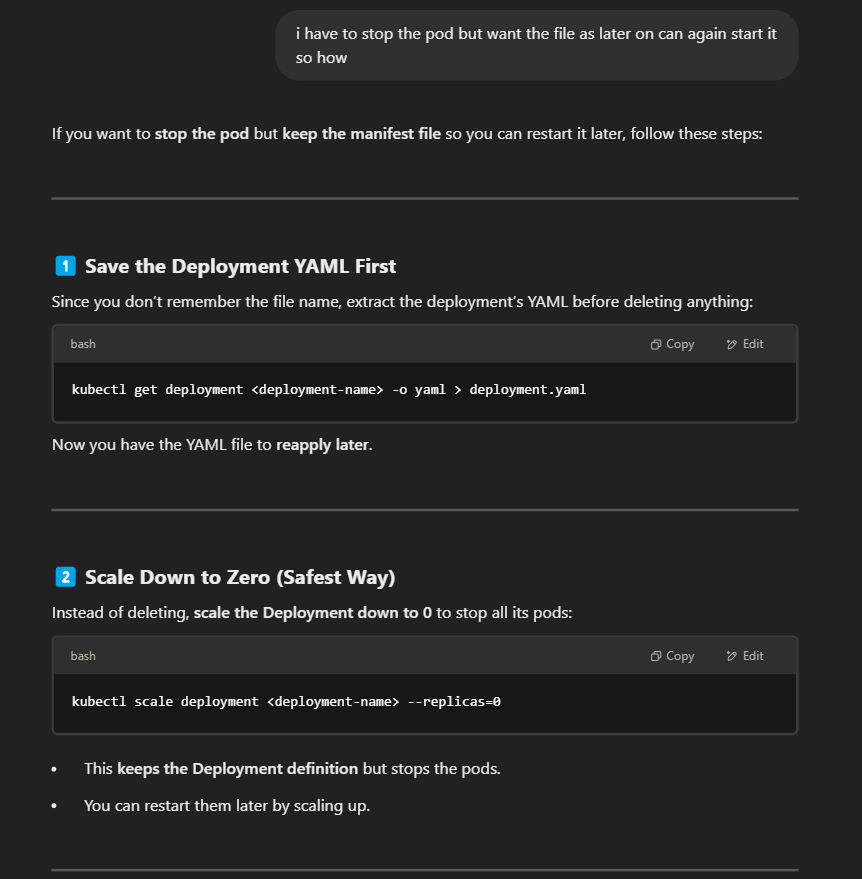 i have to stop the pod but want the file as later on can again start it
so how
If you want to stop the pod but keep the manifest file so you can restart it later, follow these steps:
1 Save the Deployment YAML First
Since you don’t remember the file name, extract the deployment’s YAML before deleting anything:
bash Copy Edit
kubectl get deployment <deployment-name> -o yaml > deployment.yaml
Now you have the YAML file to reapply later.
2 Scale Down to Zero (Safest Way)
Instead of deleting, scale the Deployment down to 0 to stop all its pods:
bash Copy Edit
kubectl scale deployment <deployment-name> --replicas=0
• This keeps the Deployment definition but stops the pods.
• You can restart them later by scaling up.